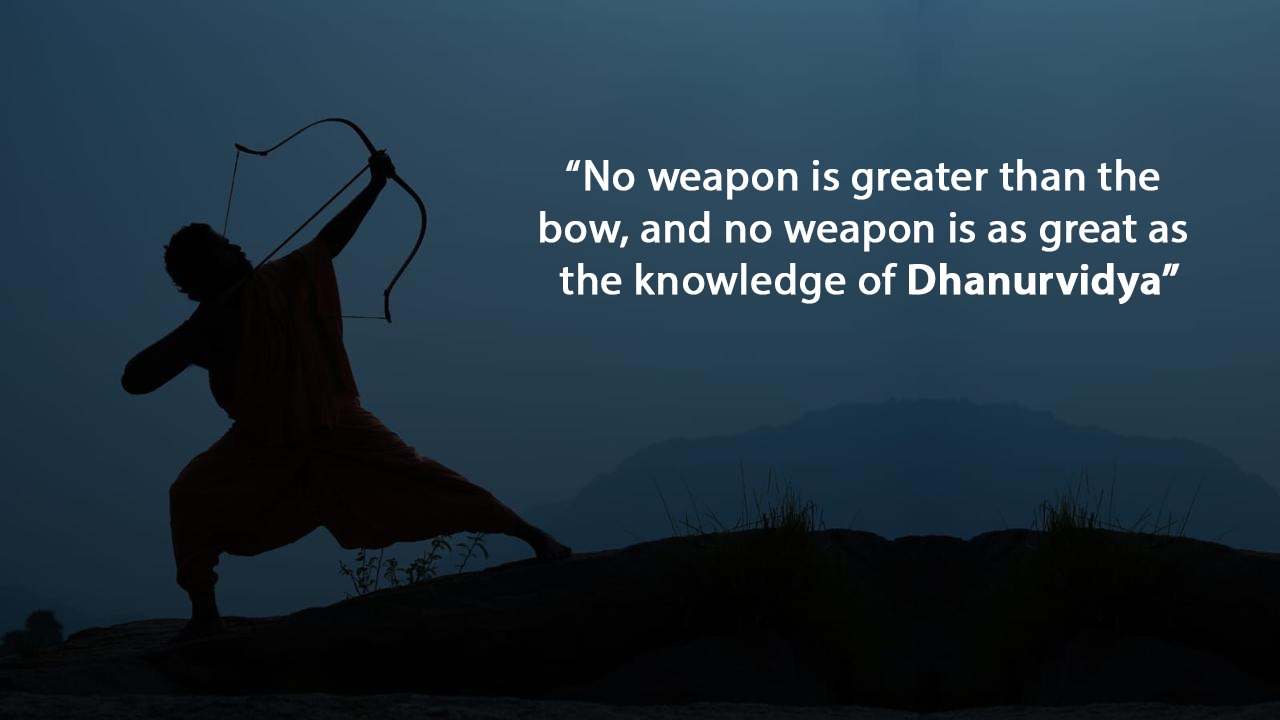 “No weapon is greater than the
bow, and no weapon is as great as
the knowledge of Dhanurvidya”